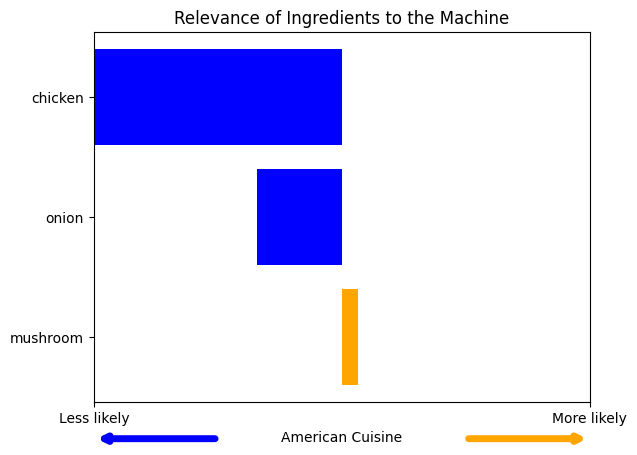 Relevance of Ingredients to the Machine
chicken
onion
mushroom
Less likely
More likely
American Cuisine